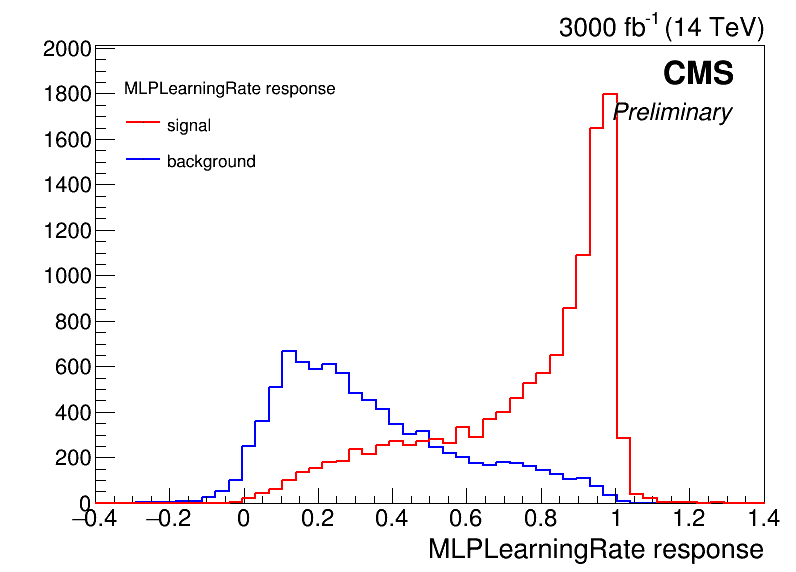 3000 fb-1 (14 TeV)
CMS
Preliminary
MLPLearningRate response
signal
background
2000
1800
1600
1400
1200
1000
800
600
400
200
0
−0.4 −0.2 0 0.2 0.4 0.6 0.8 1 1.2 1.4
MLPLearningRate response